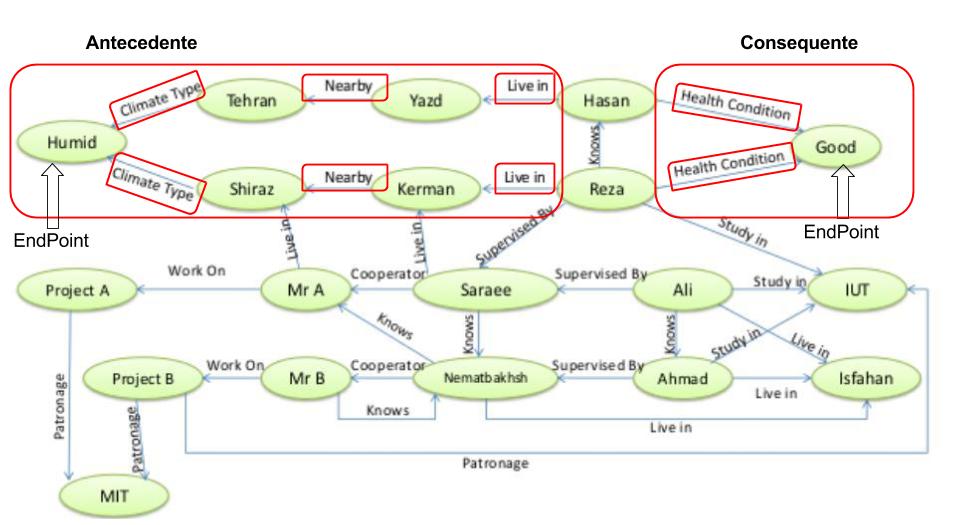 Antecedente
Consequente
Climate Type
Tehran
Nearby
Yazd
Live in
Hasan
Health Condition
Humid
Knows
Good
Climate Type
Shiraz
Nearby
Kerman
Live in
Reza
Health Condition
EndPoint
EndPoint
Live in
Live in
Supervised By
Study in
Work On
Cooperator
Supervised By
Study in
Project A
Mr A
Saraee
Ali
IUT
Knows
Knows
Knows
Study in
Live in
Work On
Cooperator
Supervised By
Project B
Mr B
Nematbakhsh
Ahmad
Isfahan
Live in
Patronage
Patronage
Knows
Live in
Patronage
MIT